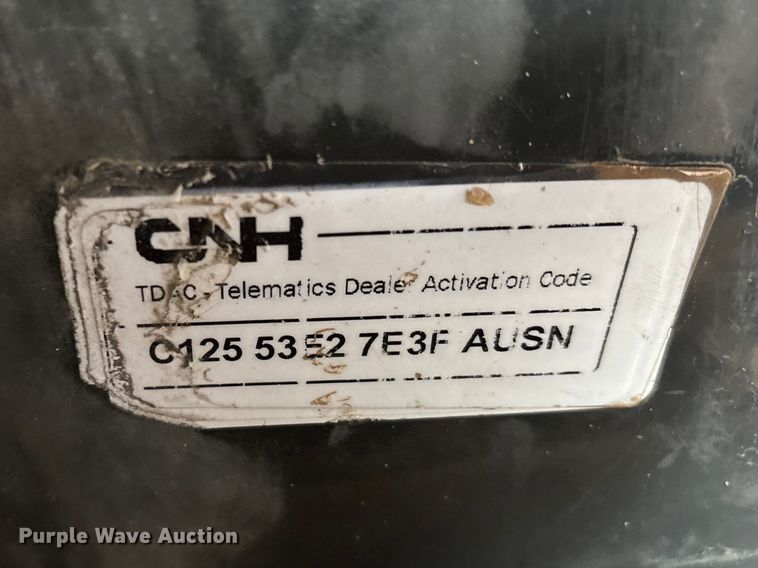 CNH
TDAC - Telematics Dealer Activation Code
C125 53E2 7E3F AUSN
Purple Wave Auction®